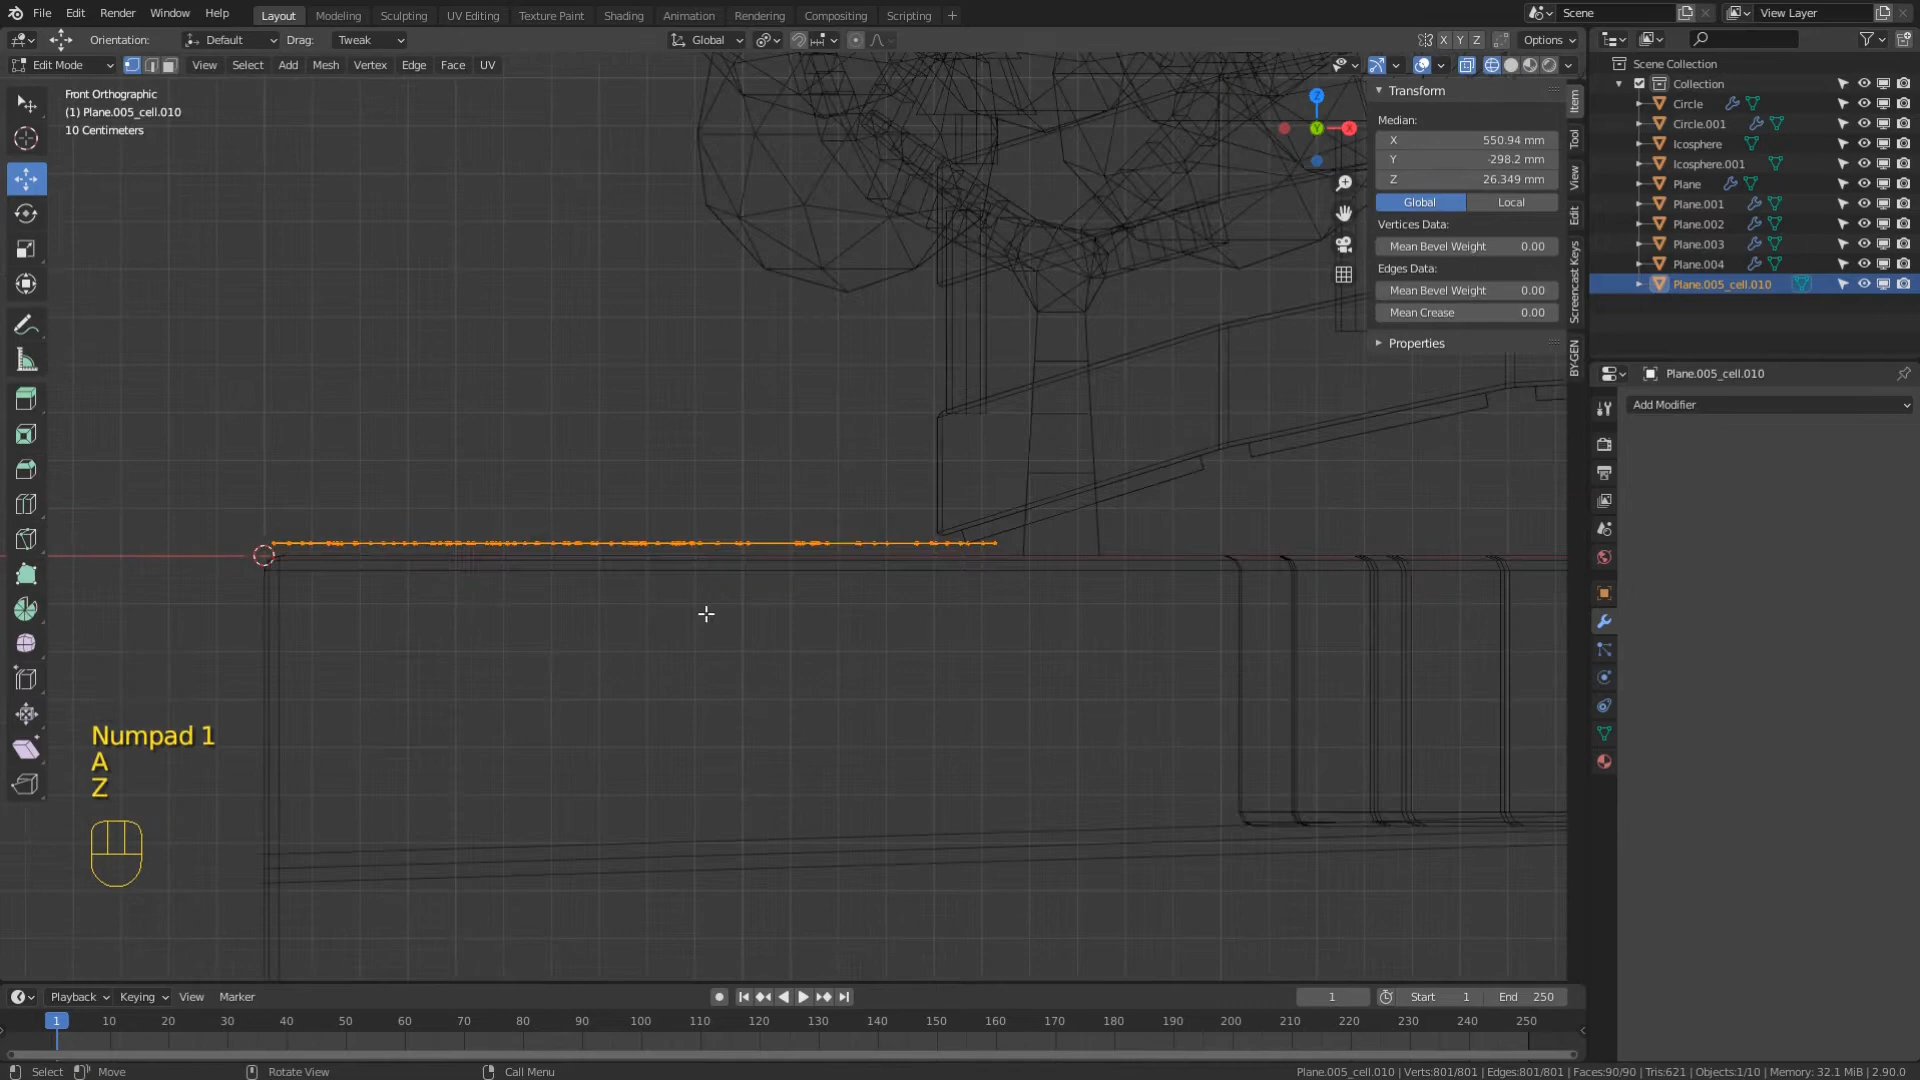 File Edit Render Window Help Layout Modeling Sculpting UV Editing Texture Paint Shading Animation Rendering Compositing Scripting + Scene View Layer
Orientation: Default Drag: Tweak Global X Y Z Options
Edit Mode View Select Add Mesh Vertex Edge Face UV
Front Orthographic
(1) Plane.005_cell.010
10 Centimeters
Z
X
Y
Transform
Median:
X 550.94 mm
Y -298.2 mm
Z 26.349 mm
Global Local
Vertices Data:
Mean Bevel Weight 0.00
Edges Data:
Mean Bevel Weight 0.00
Mean Crease 0.00
Properties
Item
Tool
View
Edit
Screencast Keys
BY-GEN
Scene Collection
Collection
Circle
Circle.001
Icosphere
Icosphere.001
Plane
Plane.001
Plane.002
Plane.003
Plane.004
Plane.005_cell.010
Plane.005_cell.010
Add Modifier
Numpad 1
A
Z
Playback Keying View Marker 1 Start 1 End 250
1 10 20 30 40 50 60 70 80 90 100 110 120 130 140 150 160 170 180 190 200 210 220 230 240 250
Select Move Rotate View Call Menu Plane.005_cell.010 | Verts:801/801 | Edges:801/801 | Faces:90/90 | Tris:621 | Objects:1/10 | Memory: 32.1 MiB | 2.90.0